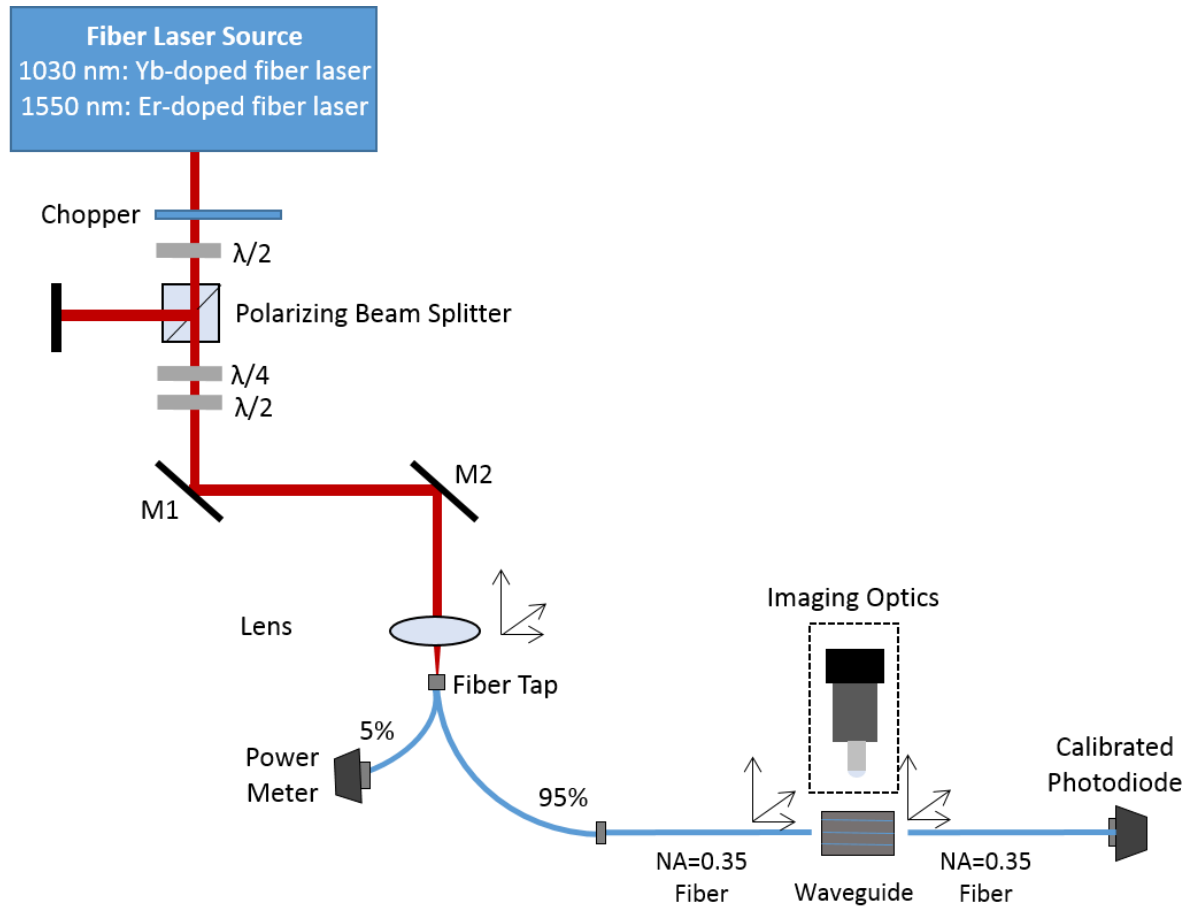 Fiber Laser Source
1030 nm: Yb-doped fiber laser
1550 nm: Er-doped fiber laser
Chopper
λ/2
Polarizing Beam Splitter
λ/4
λ/2
M1
M2
Lens
Fiber Tap
5%
Power
Meter
95%
Imaging Optics
Calibrated
Photodiode
NA=0.35
Fiber
Waveguide
NA=0.35
Fiber